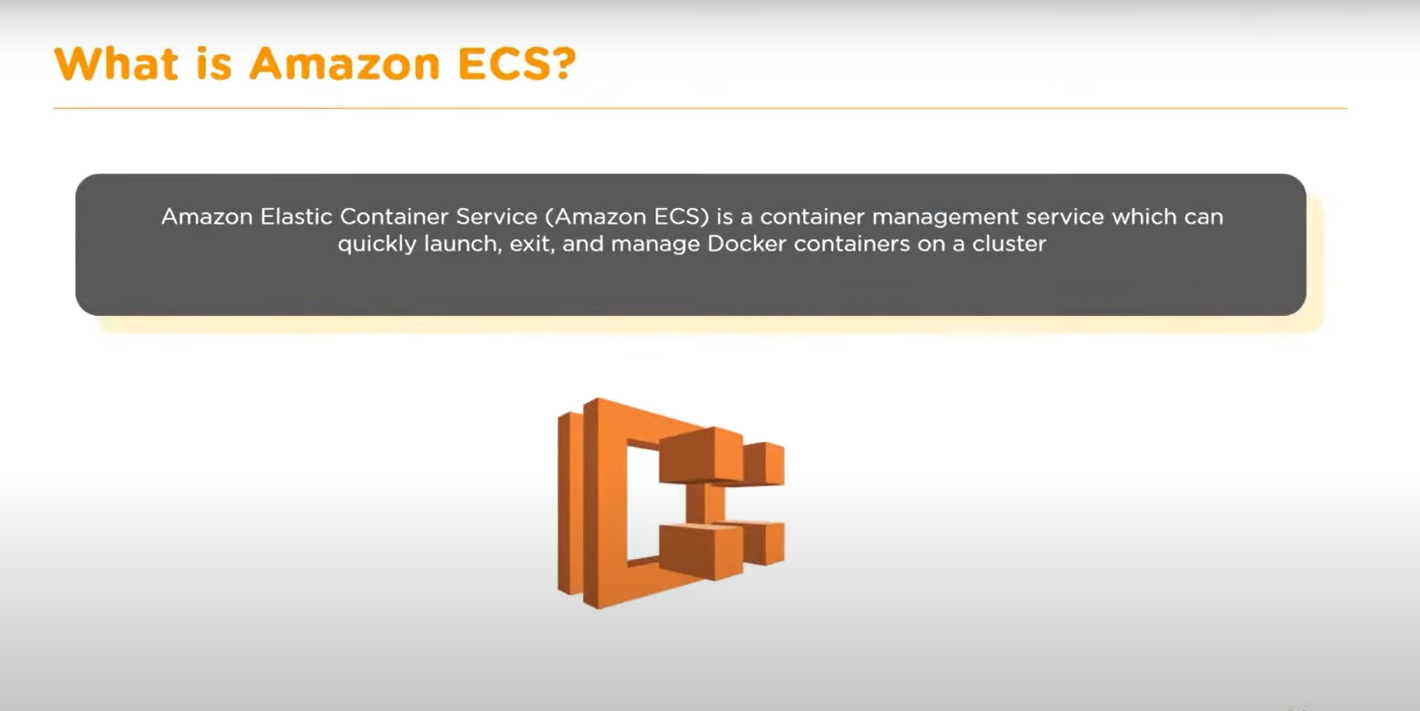 What is Amazon ECS?
Amazon Elastic Container Service (Amazon ECS) is a container management service which can
quickly launch, exit, and manage Docker containers on a cluster